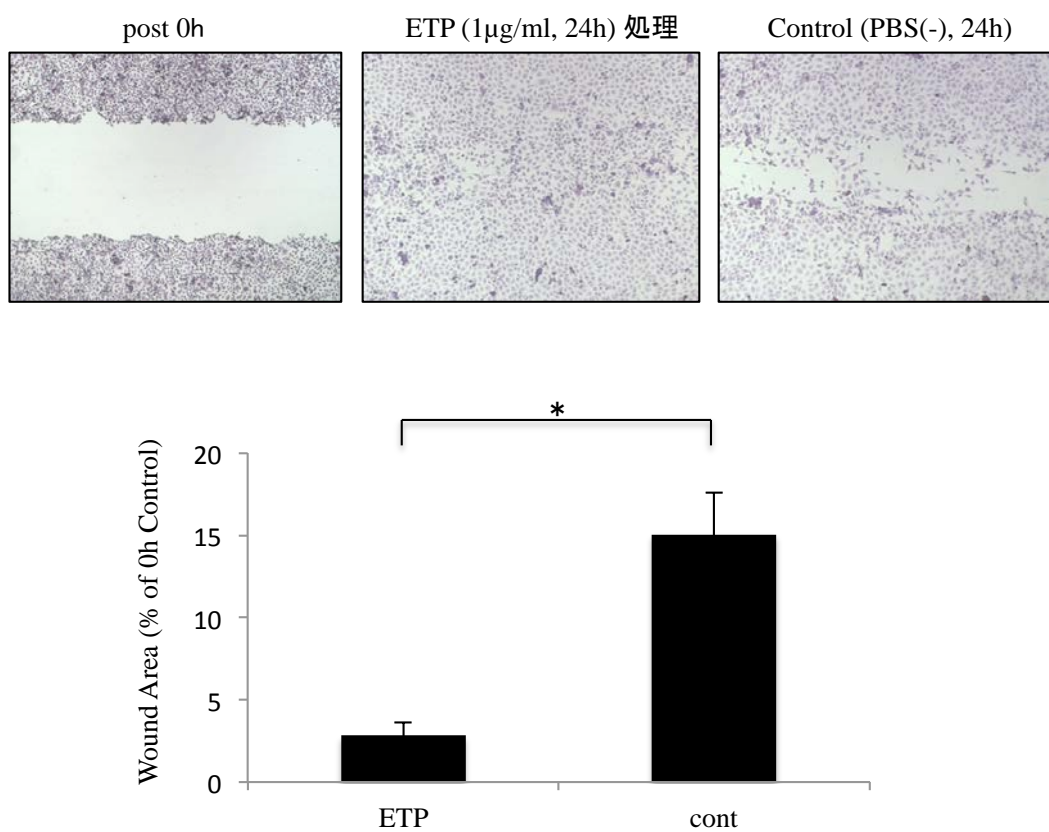 post 0h
ETP (1μg/ml, 24h) 処理
Control (PBS(-), 24h)
*
Wound Area (% of 0h Control)
20
15
10
5
0
ETP
cont